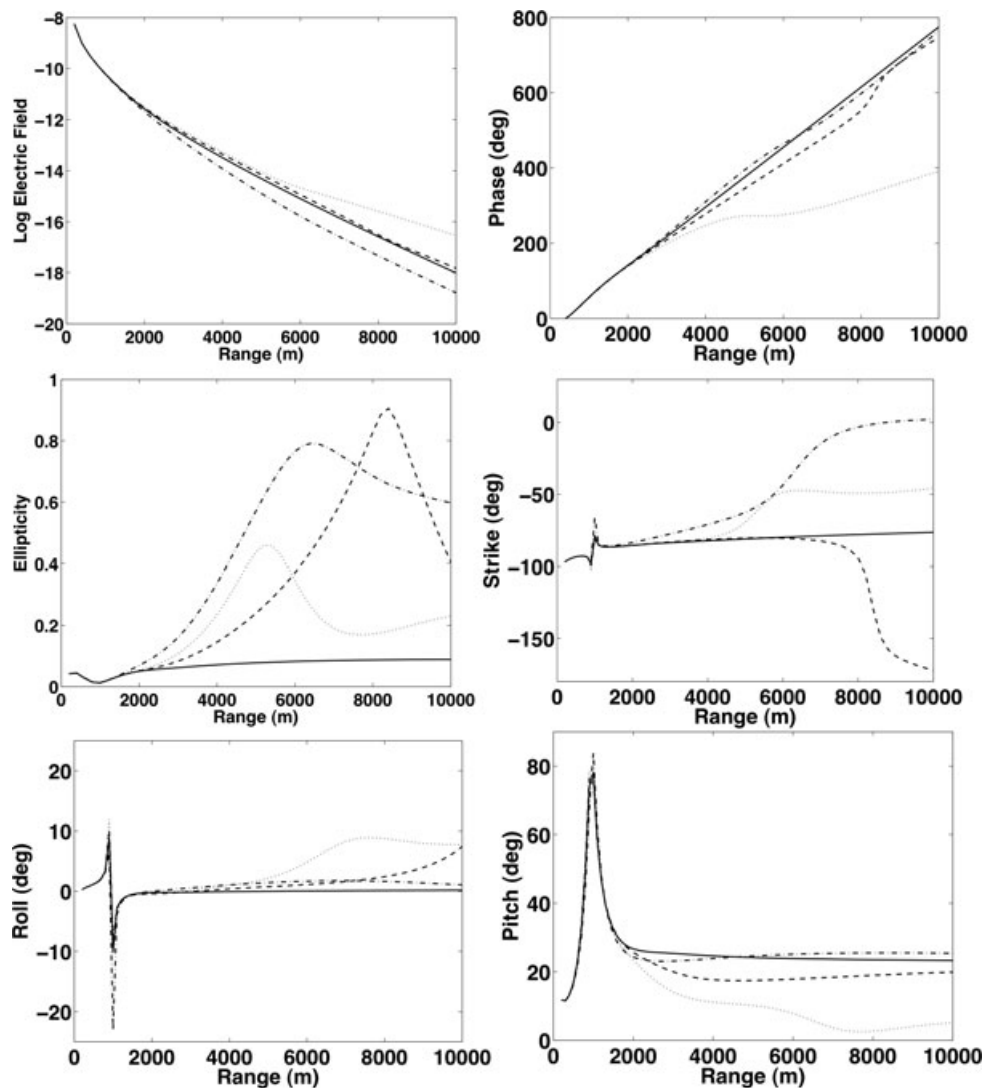 −8
−10
−12
−14
−16
−18
−20
Log Electric Field
0 2000 4000 6000 8000 10000
Range (m)
800
600
400
200
0
Phase (deg)
0 2000 4000 6000 8000 10000
Range (m)
1
0.8
0.6
0.4
0.2
0
Ellipticity
0 2000 4000 6000 8000 10000
Range (m)
0
−50
−100
−150
Strike (deg)
0 2000 4000 6000 8000 10000
Range (m)
20
10
0
−10
−20
Roll (deg)
0 2000 4000 6000 8000 10000
Range (m)
80
60
40
20
0
Pitch (deg)
0 2000 4000 6000 8000 10000
Range (m)